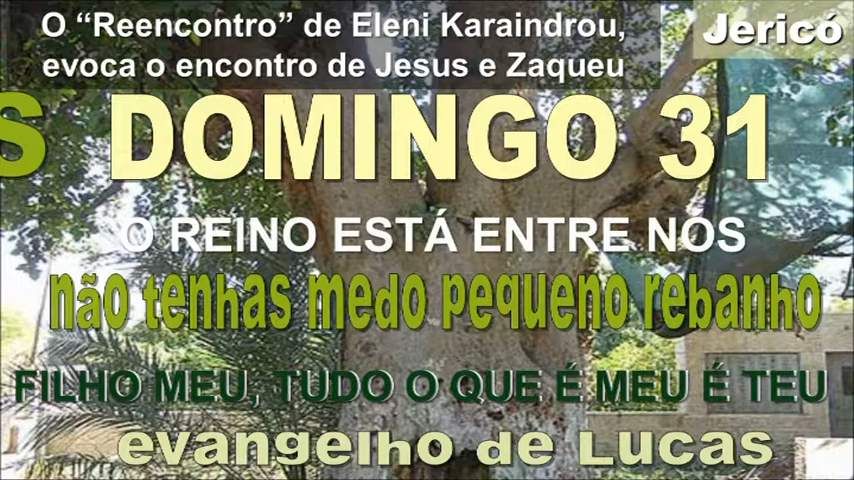 O “Reencontro” de Eleni Karaindrou,
evoca o encontro de Jesus e Zaqueu
Jericó
S DOMINGO 31
O REINO ESTÁ ENTRE NÓS
não tenhas medo pequeno rebanho
FILHO MEU, TUDO O QUE É MEU É TEU
evangelho de Lucas